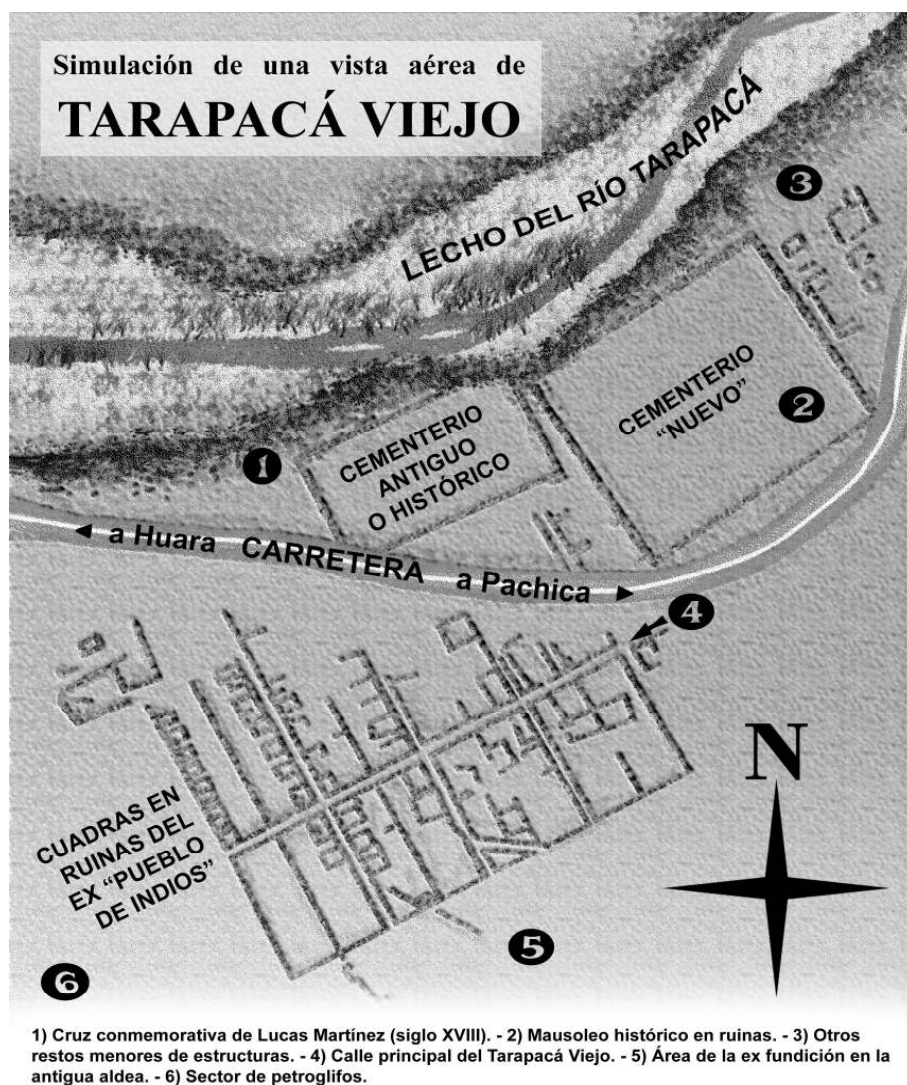 Simulación de una vista aérea de
TARAPACÁ VIEJO
LECHO DEL RÍO TARAPACÁ
3
CEMENTERIO
“NUEVO”
2
1
CEMENTERIO
ANTIGUO
O HISTÓRICO
◄ a Huara CARRETERA a Pachica ►
4
N
CUADRAS EN
RUINAS DEL
EX “PUEBLO
DE INDIOS”
5
6
1) Cruz conmemorativa de Lucas Martínez (siglo XVIII). - 2) Mausoleo histórico en ruinas. - 3) Otros
restos menores de estructuras. - 4) Calle principal del Tarapacá Viejo. - 5) Área de la ex fundición en la
antigua aldea. - 6) Sector de petroglifos.